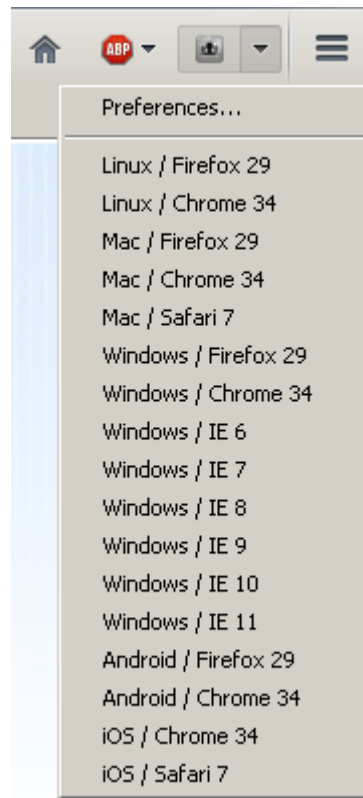 ABP
Preferences...
Linux / Firefox 29
Linux / Chrome 34
Mac / Firefox 29
Mac / Chrome 34
Mac / Safari 7
Windows / Firefox 29
Windows / Chrome 34
Windows / IE 6
Windows / IE 7
Windows / IE 8
Windows / IE 9
Windows / IE 10
Windows / IE 11
Android / Firefox 29
Android / Chrome 34
iOS / Chrome 34
iOS / Safari 7